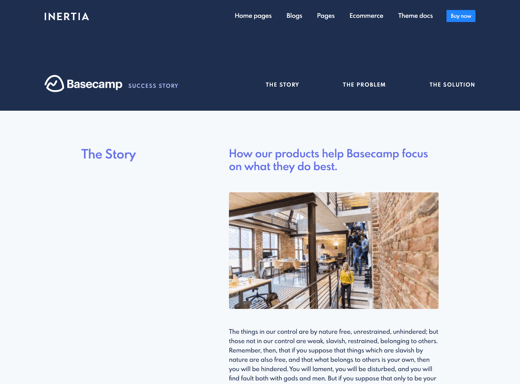 INERTIA
Home pages Blogs Pages Ecommerce Theme docs Buy now
Basecamp SUCCESS STORY
THE STORY THE PROBLEM THE SOLUTION
The Story
How our products help Basecamp focus
on what they do best.
The things in our control are by nature free, unrestrained, unhindered; but
those not in our control are weak, slavish, restrained, belonging to others.
Remember, then, that if you suppose that things which are slavish by
nature are also free, and that what belongs to others is your own, then
you will be hindered. You will lament, you will be disturbed, and you will
find fault both with gods and men. But if you suppose that only to be your